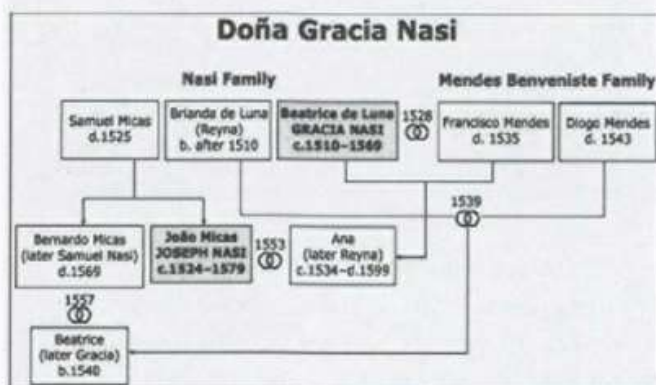 Doña Gracia Nasi
Nasi Family
Mendes Benveniste Family
Samuel Micas
d.1525
Brianda de Luna
(Reyna)
b. after 1510
Beatrice de Luna
GRACIA NASI
c.1510–1569
1528
Francisco Mendes
d. 1535
Diogo Mendes
d. 1543
1539
Bernardo Micas
(later Samuel Nasi)
d.1569
João Micas
JOSEPH NASI
c.1524–1579
1553
Ana
(later Reyna)
c.1534–d.1599
1557
Beatrice
(later Gracia)
b.1540